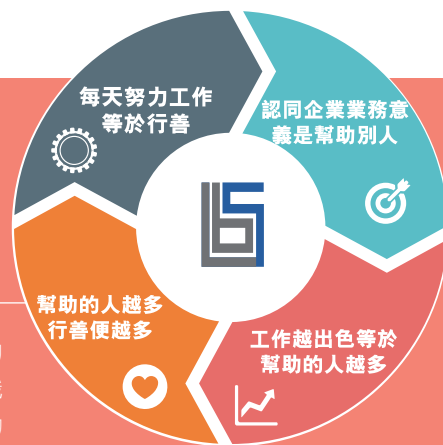 每天努力工作
等於行善
認同企業業務意
義是幫助別人
幫助的人越多
行善便越多
工作越出色等於
幫助的人越多